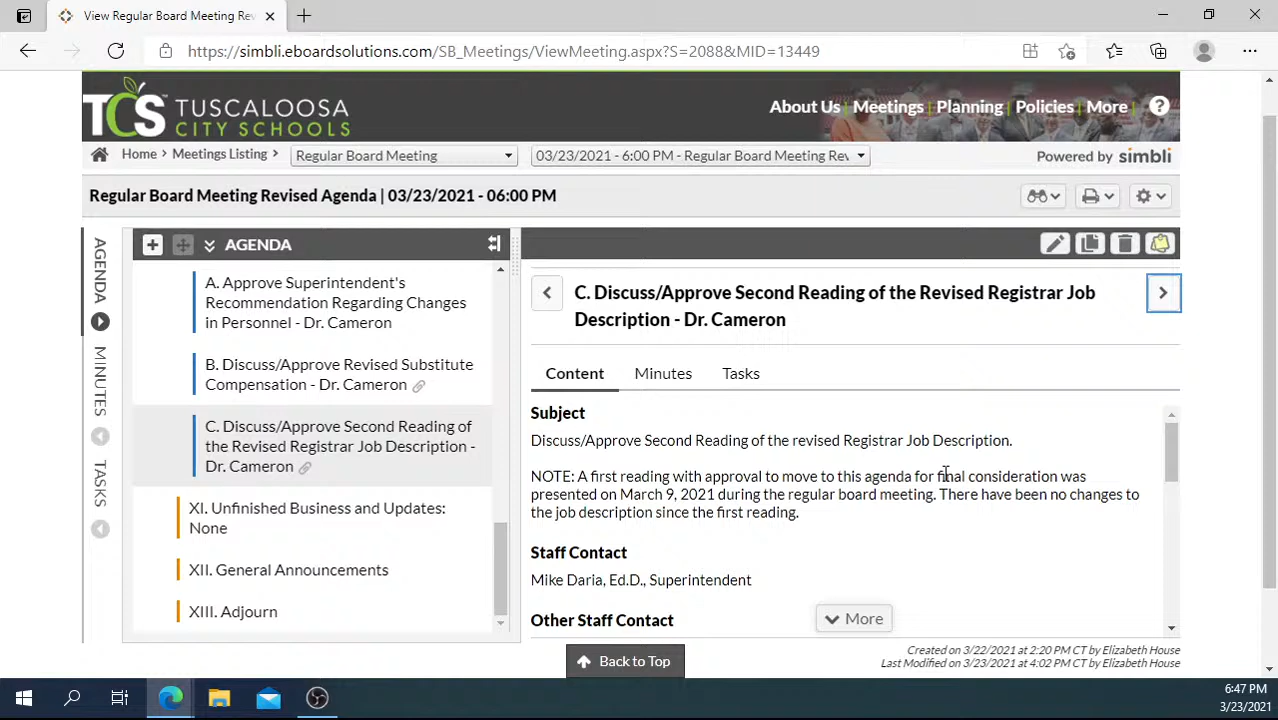 View Regular Board Meeting Rev
https://simbli.eboardsolutions.com/SB_Meetings/ViewMeeting.aspx?S=2088&MID=13449
TCS TUSCALOOSA
CITY SCHOOLS
About Us
Meetings
Planning
Policies
More
?
Home
Meetings Listing
Regular Board Meeting
03/23/2021 - 6:00 PM - Regular Board Meeting Rev
Powered by simbli
Regular Board Meeting Revised Agenda | 03/23/2021 - 06:00 PM
AGENDA
MINUTES
TASKS
AGENDA
A. Approve Superintendent's
Recommendation Regarding Changes
in Personnel - Dr. Cameron
B. Discuss/Approve Revised Substitute
Compensation - Dr. Cameron
C. Discuss/Approve Second Reading of
the Revised Registrar Job Description -
Dr. Cameron
XI. Unfinished Business and Updates:
None
XII. General Announcements
XIII. Adjourn
C. Discuss/Approve Second Reading of the Revised Registrar Job
Description - Dr. Cameron
Content
Minutes
Tasks
Subject
Discuss/Approve Second Reading of the revised Registrar Job Description.
NOTE: A first reading with approval to move to this agenda for final consideration was
presented on March 9, 2021 during the regular board meeting. There have been no changes to
the job description since the first reading.
Staff Contact
Mike Daria, Ed.D., Superintendent
Other Staff Contact
More
Back to Top
Created on 3/22/2021 at 2:20 PM CT by Elizabeth House
Last Modified on 3/23/2021 at 4:02 PM CT by Elizabeth House
6:47 PM
3/23/2021